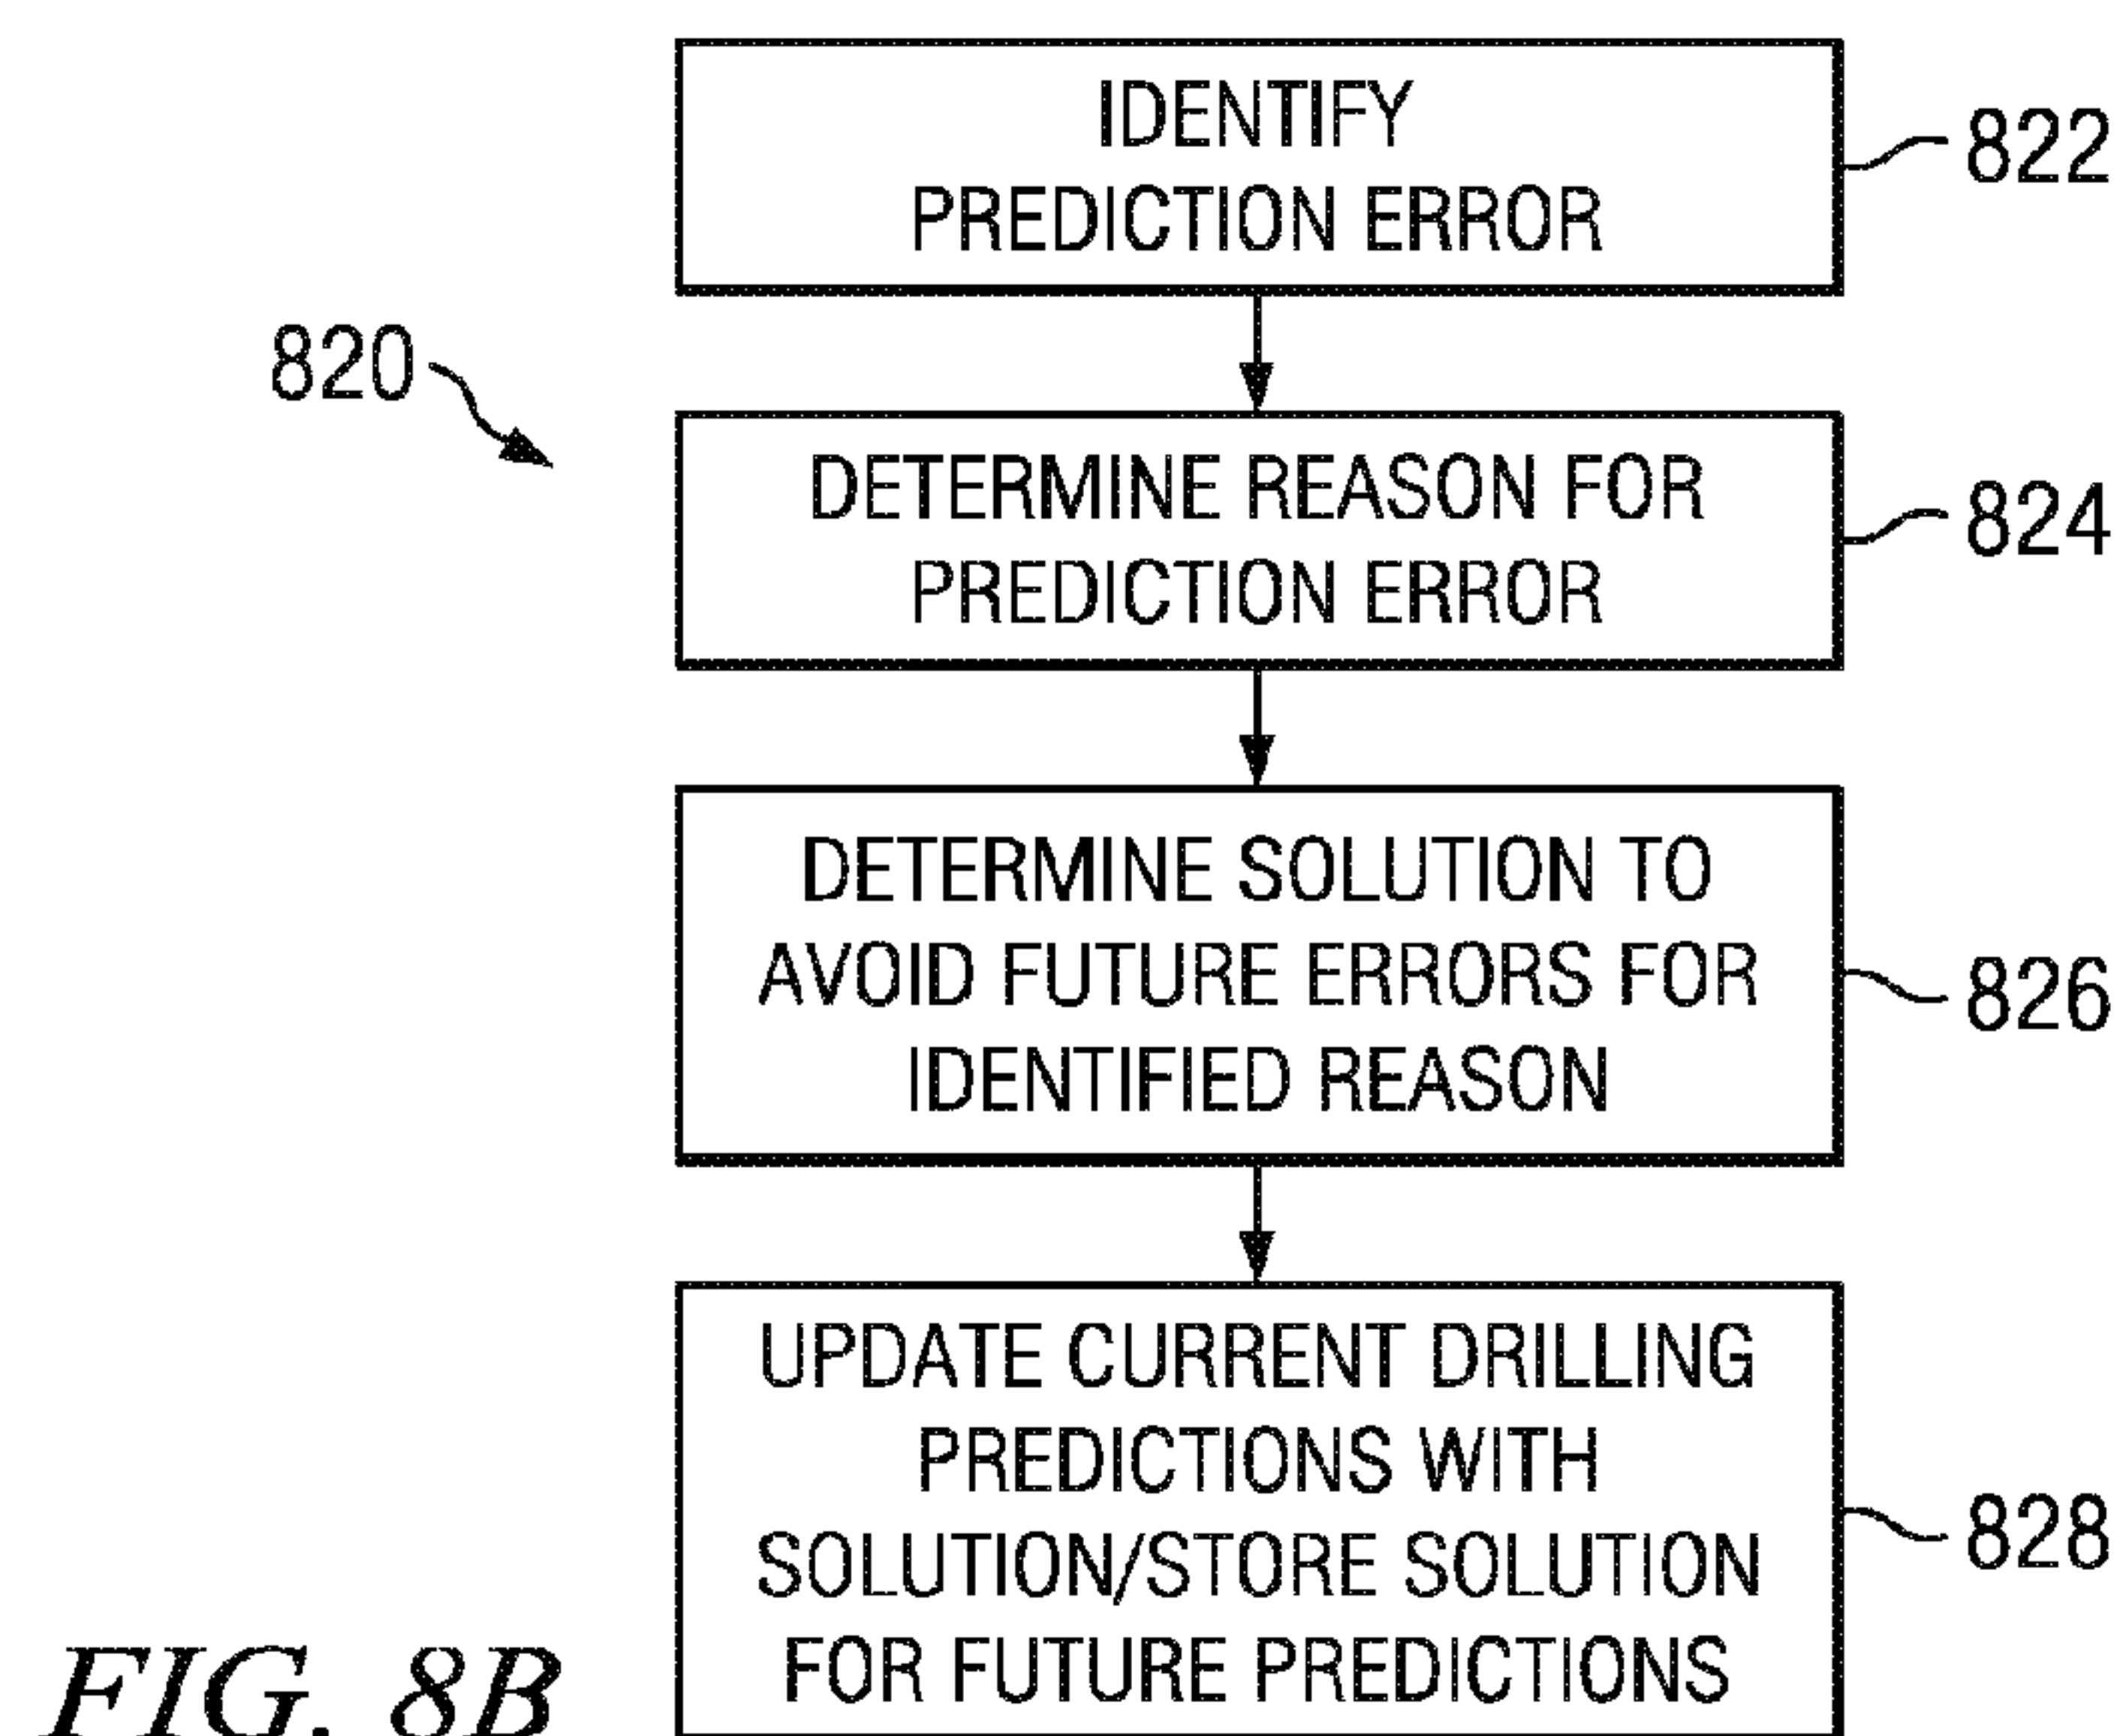 IDENTIFY
PREDICTION ERROR
822
820
DETERMINE REASON FOR
PREDICTION ERROR
824
DETERMINE SOLUTION TO
AVOID FUTURE ERRORS FOR
IDENTIFIED REASON
826
UPDATE CURRENT DRILLING
PREDICTIONS WITH
SOLUTION/STORE SOLUTION
FOR FUTURE PREDICTIONS
828
FIG. 8B